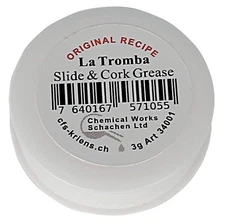 ORIGINAL RECIPE
La Tromba
Slide & Cork Grease
7 640167 571055
Chemical Works
Schachen Ltd
cfs-kriens.ch
3g Art 34001